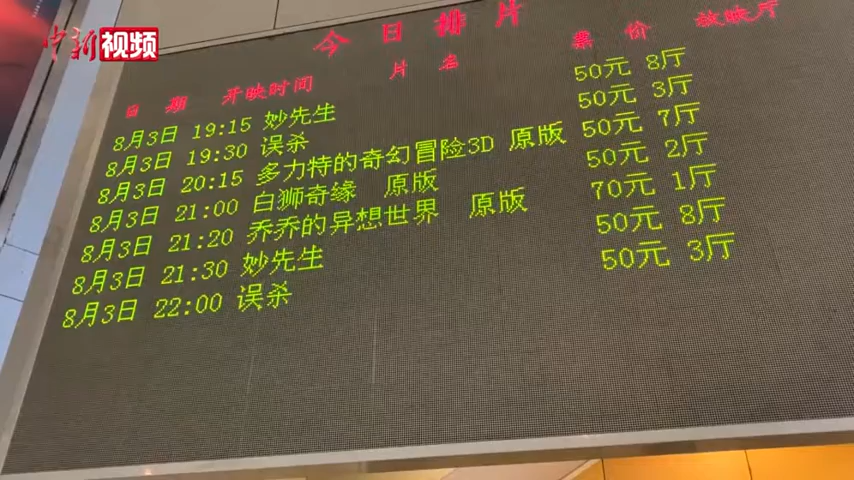 中新视频
今日排片
日期 开映时间 片名 票价 放映厅
8月3日 19:15 妙先生 50元 8厅
8月3日 19:30 误杀 50元 3厅
8月3日 20:15 多力特的奇幻冒险3D 原版 50元 7厅
8月3日 21:00 白狮奇缘 原版 50元 2厅
8月3日 21:20 乔乔的异想世界 原版 70元 1厅
8月3日 21:30 妙先生 50元 8厅
8月3日 22:00 误杀 50元 3厅